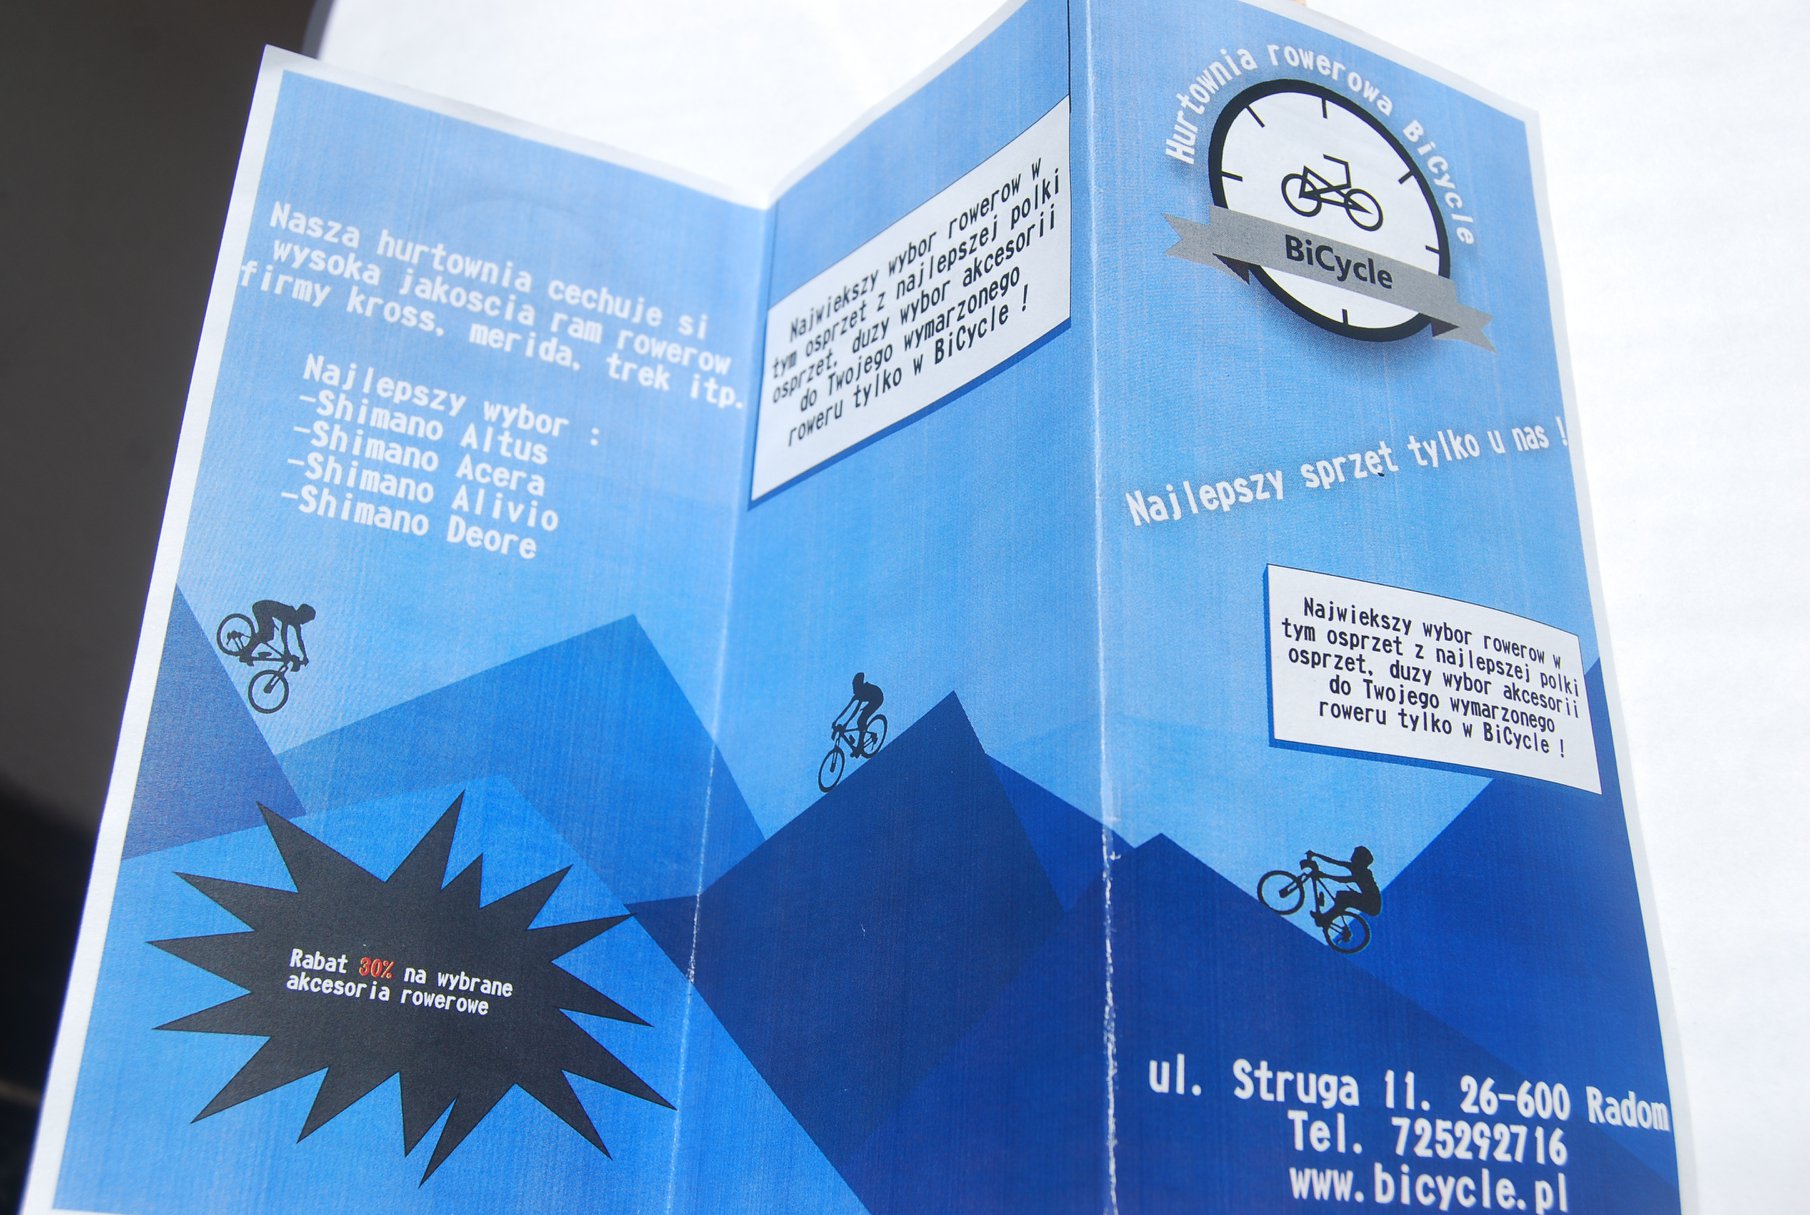 Nasza hurtownia cechuje si
wysoka jakoscia ram rowerow
firmy kross, merida, trek itp.
Najlepszy wybor :
-Shimano Altus
-Shimano Acera
-Shimano Alivio
-Shimano Deore
Rabat 30% na wybrane
akcesoria rowerowe
Najwiekszy wybor rowerow w
tym osprzet z najlepszej polki
osprzet, duzy wybor akcesorii
do Twojego wymarzonego
roweru tylko w BiCycle !
Hurtownia rowerowa BiCycle
BiCycle
Najlepszy sprzet tylko u nas !
Najwiekszy wybor rowerow w
tym osprzet z najlepszej polki
osprzet, duzy wybor akcesorii
do Twojego wymarzonego
roweru tylko w BiCycle !
ul. Struga 11. 26-600 Radom
Tel. 725292716
www.bicycle.pl